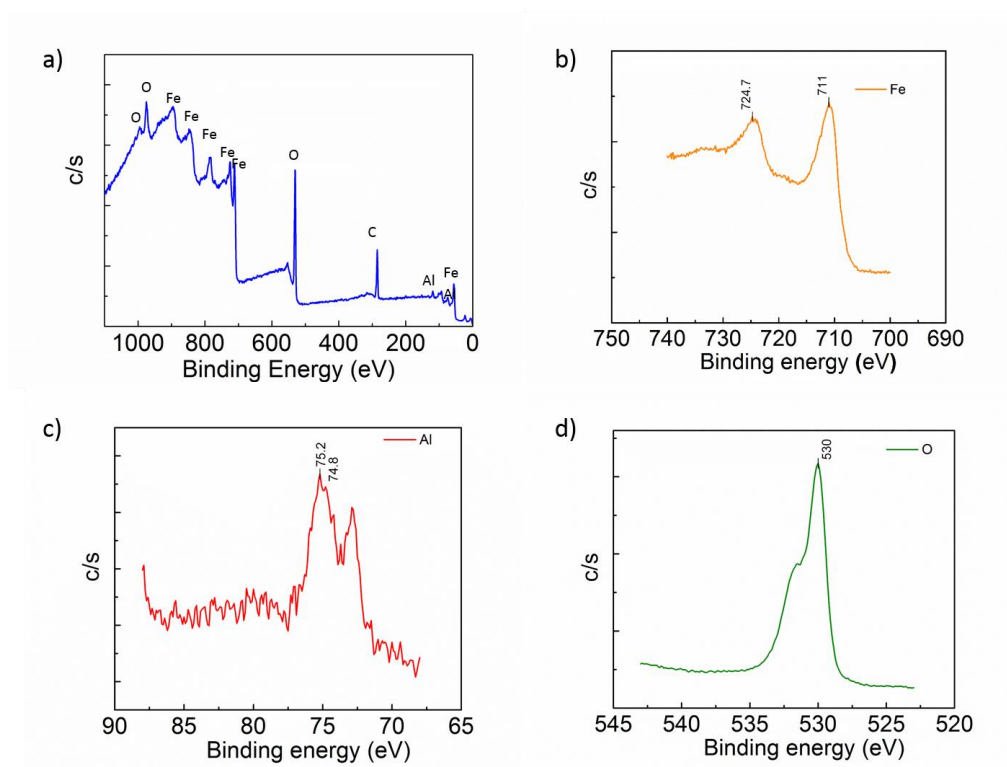 a)
O
O
Fe
Fe
Fe
Fe
Fe
O
C
Al
Fe
Al
c/s
1000 800 600 400 200 0
Binding Energy (eV)
b)
724.7
711
Fe
c/s
750 740 730 720 710 700 690
Binding energy (eV)
c)
75.2
74.8
Al
c/s
90 85 80 75 70 65
Binding energy (eV)
d)
530
O
c/s
545 540 535 530 525 520
Binding energy (eV)